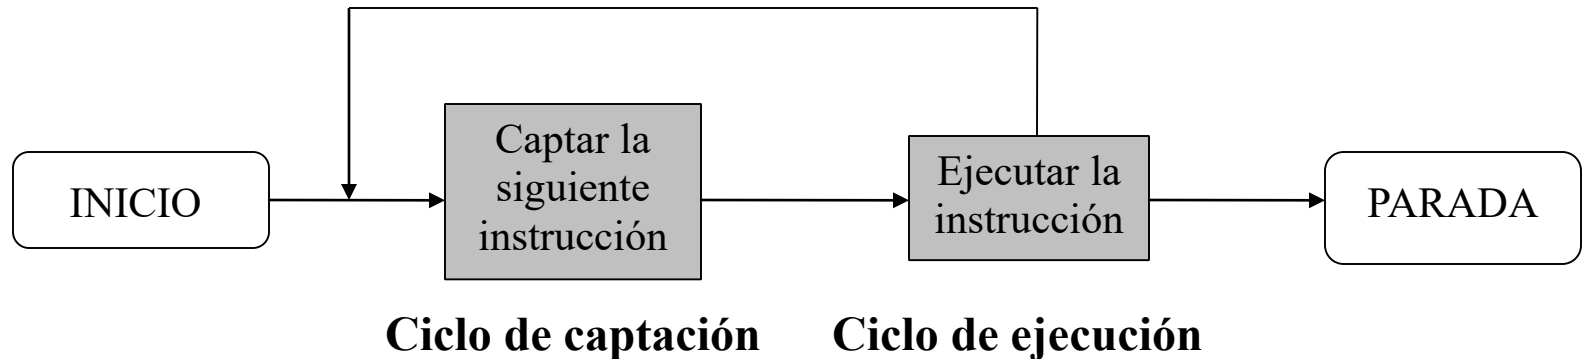 INICIO
Captar la
siguiente
instrucción
Ejecutar la
instrucción
PARADA
Ciclo de captación
Ciclo de ejecución